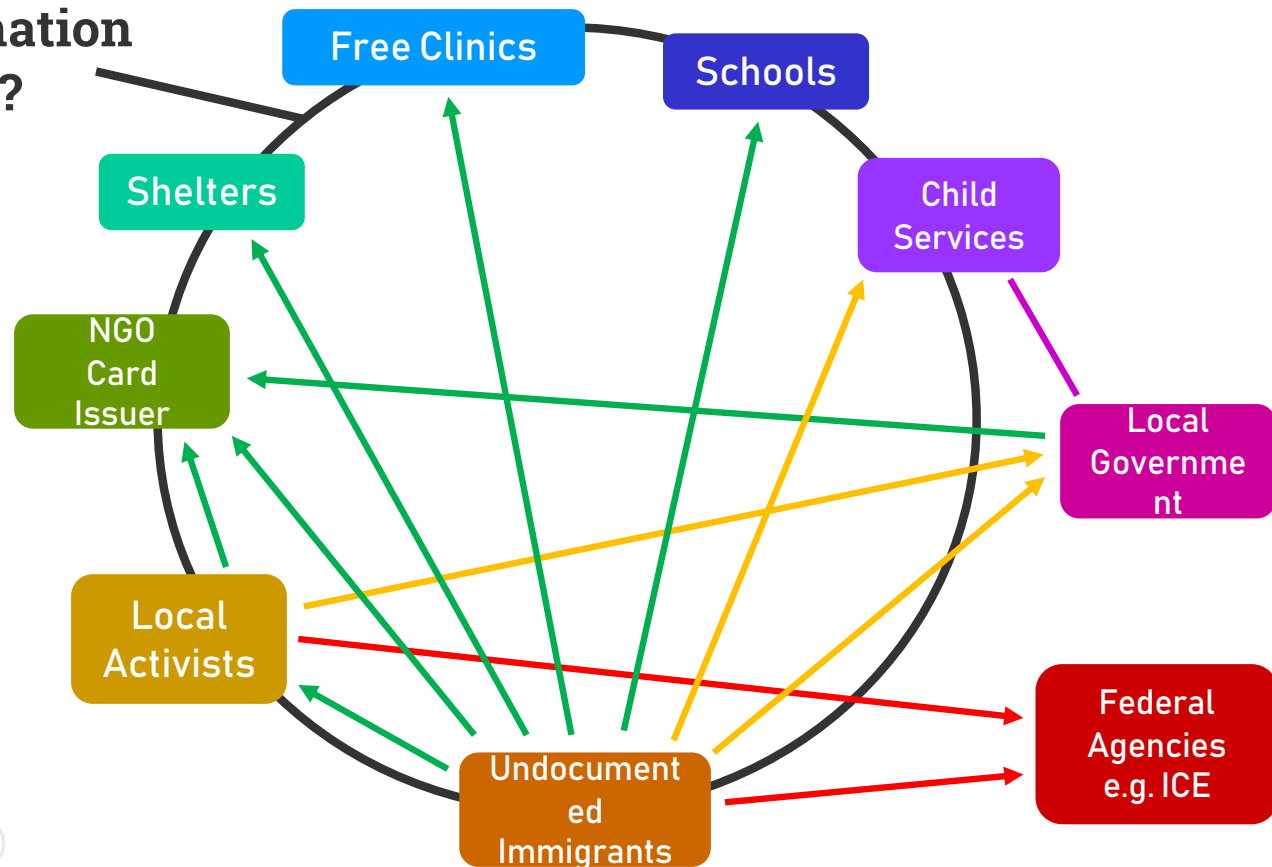 nation
?
Free Clinics
Schools
Shelters
Child
Services
NGO
Card
Issuer
Local
Governme
nt
Local
Activists
Federal
Agencies
e.g. ICE
Undocument
ed
Immigrants